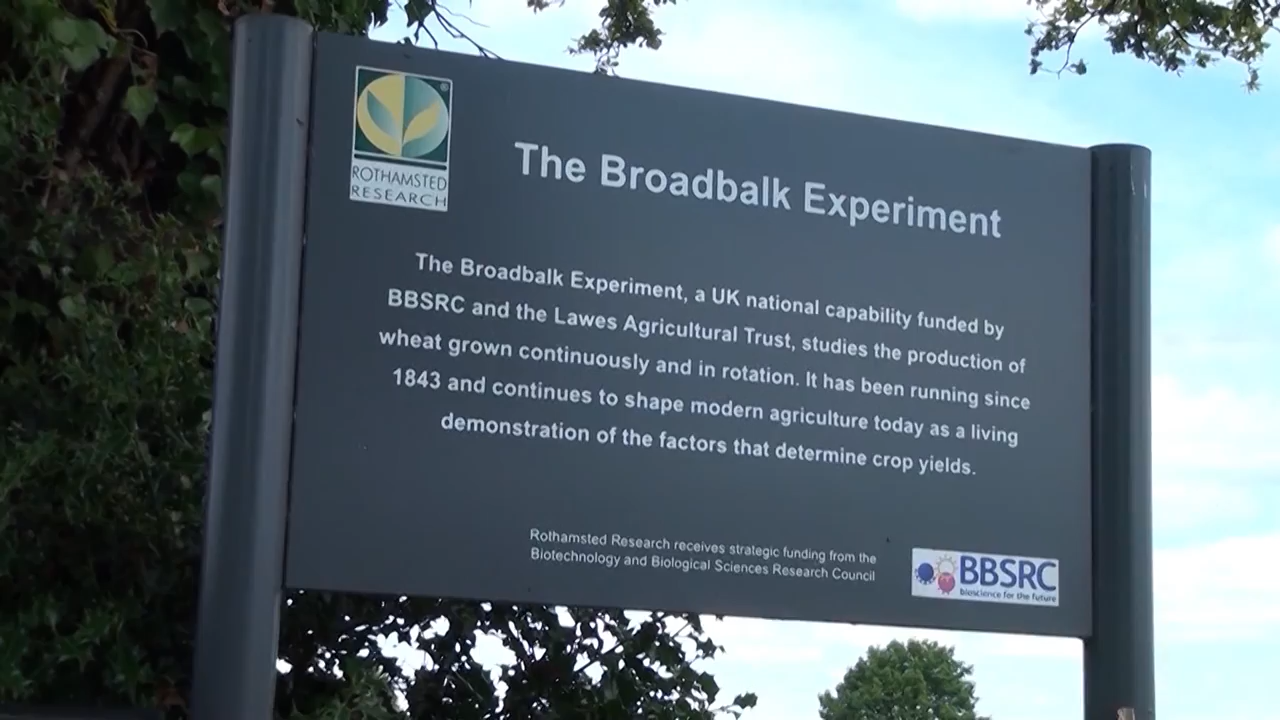 ROTHAMSTED
RESEARCH
The Broadbalk Experiment
The Broadbalk Experiment, a UK national capability funded by
BBSRC and the Lawes Agricultural Trust, studies the production of
wheat grown continuously and in rotation. It has been running since
1843 and continues to shape modern agriculture today as a living
demonstration of the factors that determine crop yields.
Rothamsted Research receives strategic funding from the
Biotechnology and Biological Sciences Research Council
BBSRC
bioscience for the future